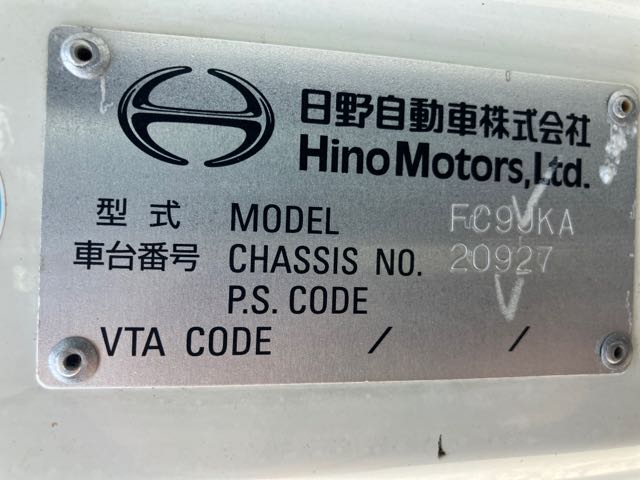 日野自動車株式会社
Hino Motors, Ltd.
型式 MODEL FC99KA
車台番号 CHASSIS NO. 20927
P.S. CODE
VTA CODE / /